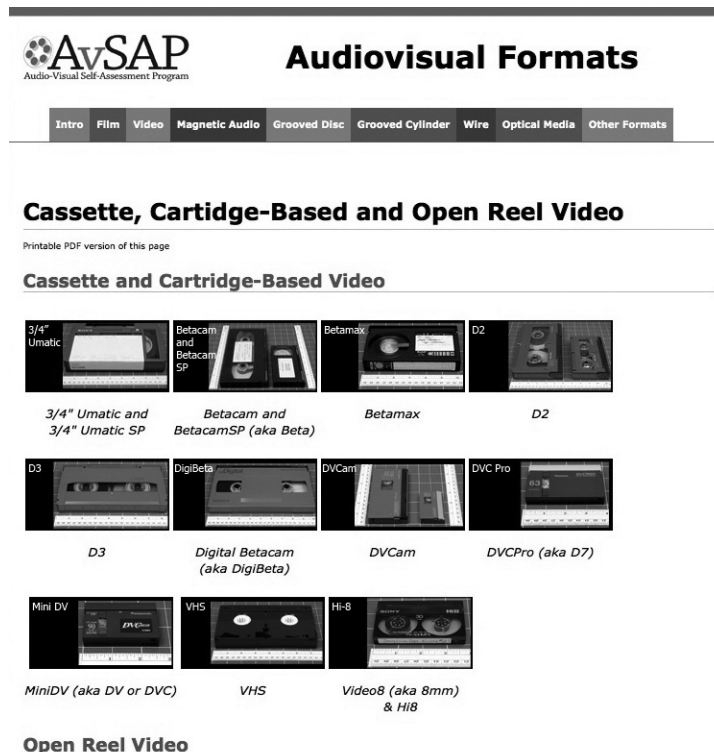 AvSAP
Audio-Visual Self-Assessment Program
Audiovisual Formats
Intro Film Video Magnetic Audio Grooved Disc Grooved Cylinder Wire Optical Media Other Formats
Cassette, Cartidge-Based and Open Reel Video
Printable PDF version of this page
Cassette and Cartridge-Based Video
3/4"
Umatic
Betacam
and
Betacam
SP
Betamax
D2
3/4" Umatic and
3/4" Umatic SP
Betacam and
BetacamSP (aka Beta)
Betamax
D2
D3
DigiBeta
DVCam
DVC Pro
63
D3
Digital Betacam
(aka DigiBeta)
DVCam
DVCPro (aka D7)
Mini DV
VHS
Hi-8
SONY
Hi8
MiniDV (aka DV or DVC)
VHS
Video8 (aka 8mm)
& Hi8
Open Reel Video